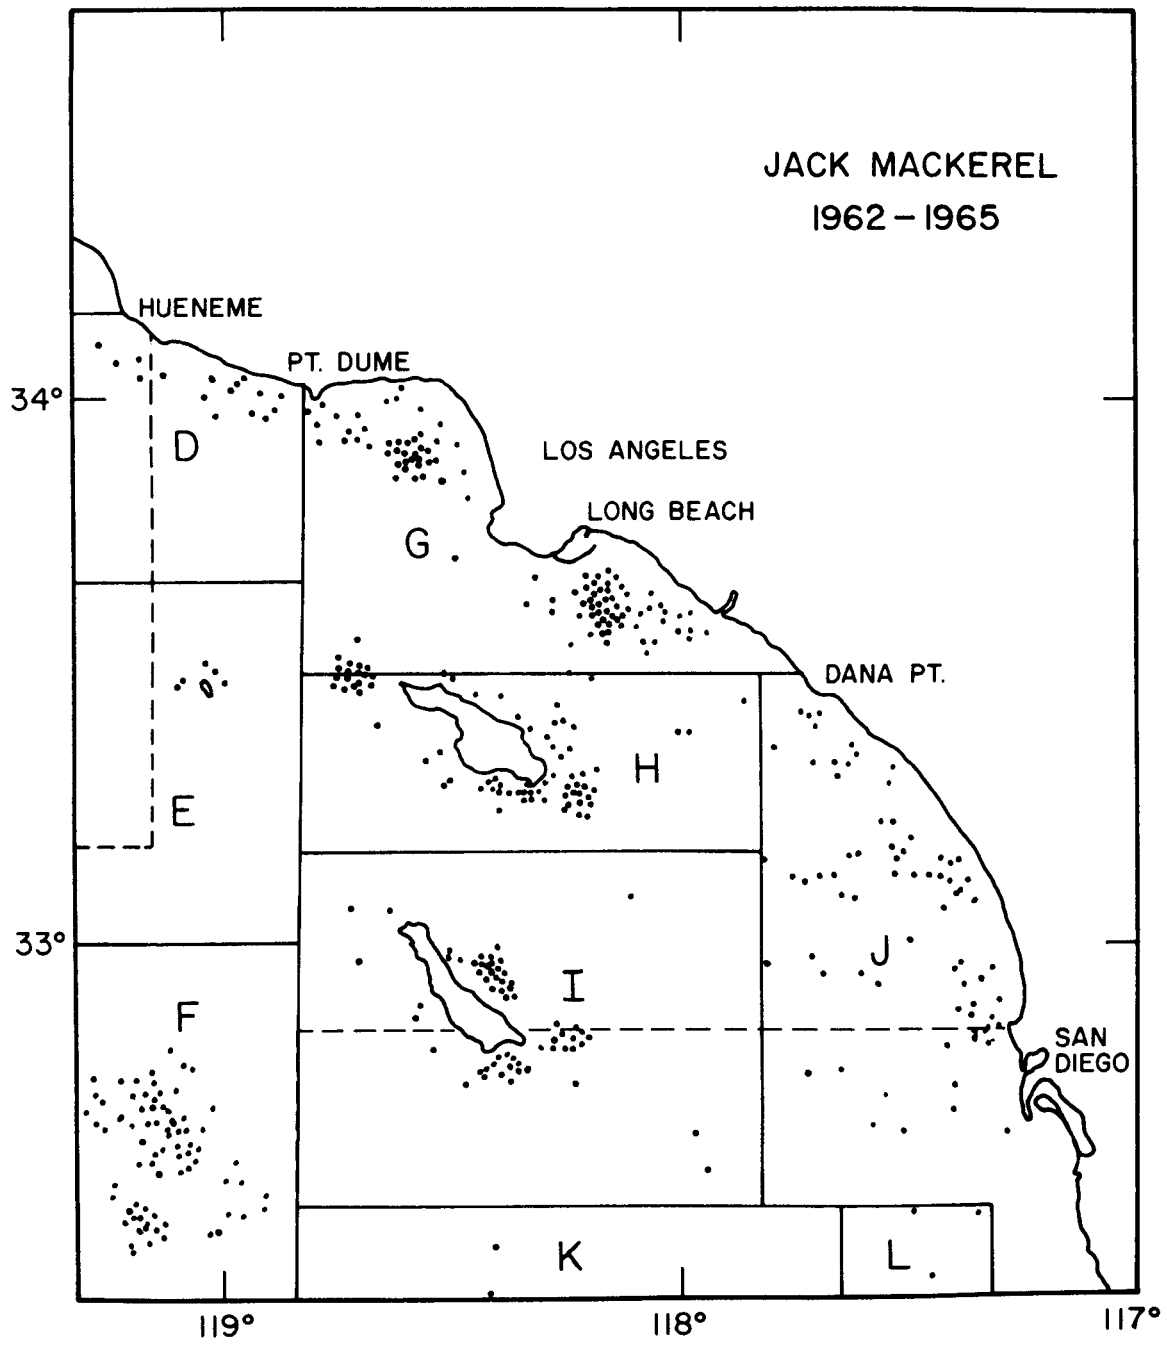 JACK MACKEREL
1962-1965
HUENEME
PT. DUME
34°
D
LOS ANGELES
LONG BEACH
G
DANA PT.
H
E
33°
J
I
F
SAN
DIEGO
K
L
119°
118°
117°